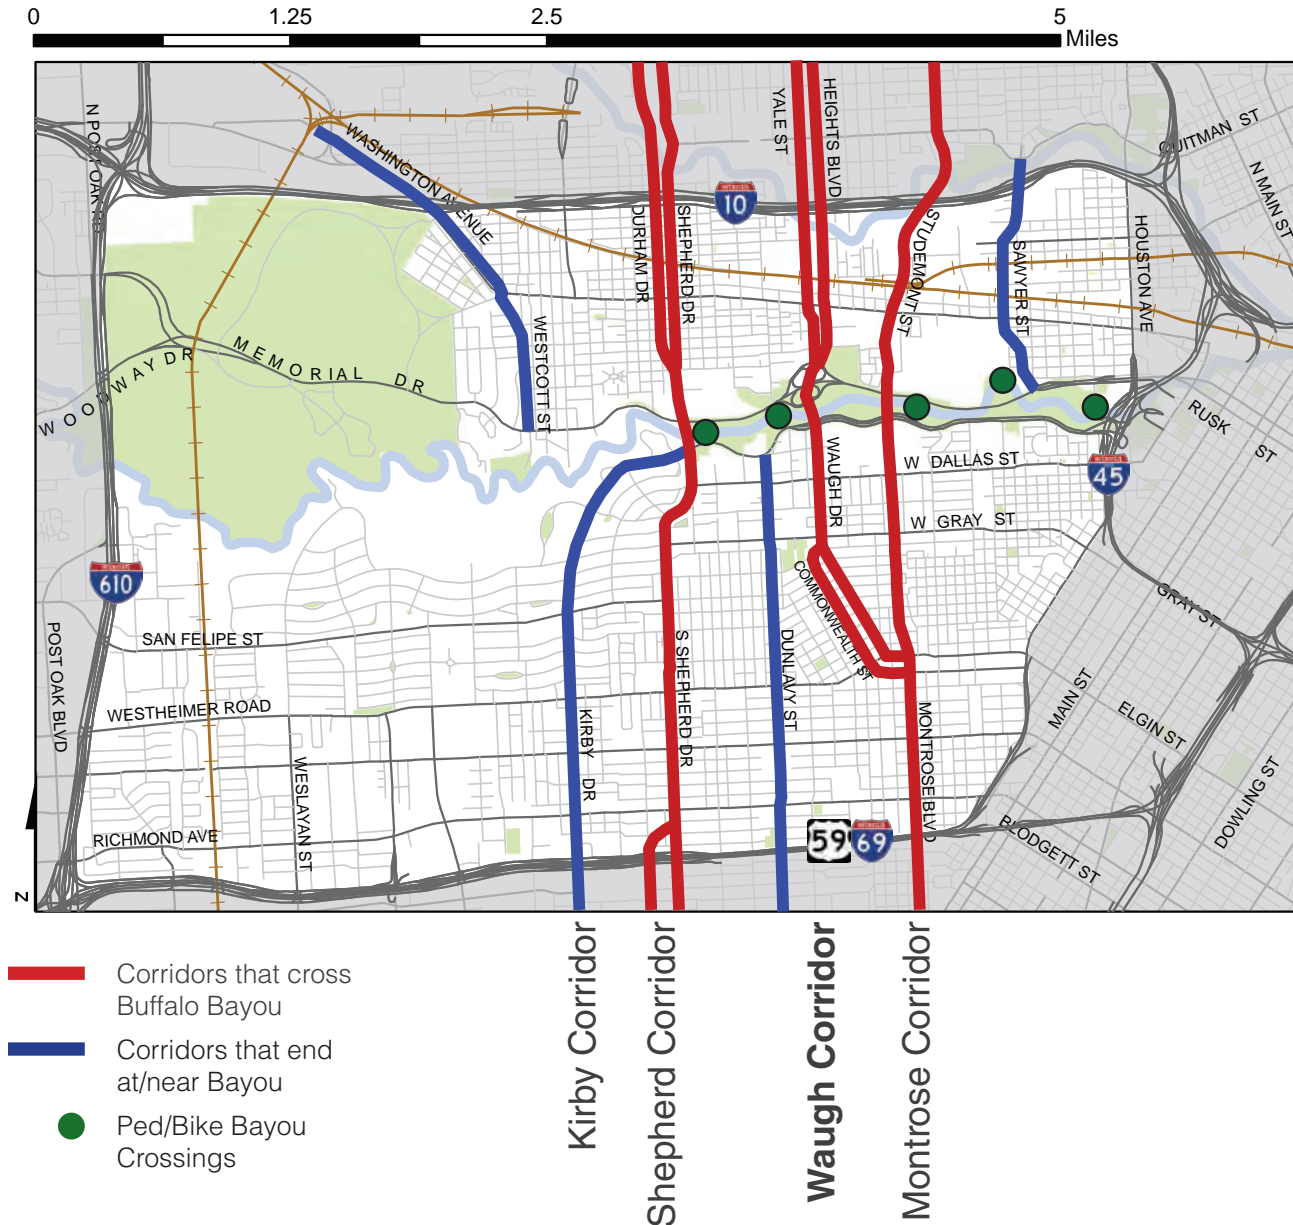 0 1.25 2.5 5
Miles
N POST OAK RD
WASHINGTON AVENUE
YALE ST
HEIGHTS BLVD
QUITMAN ST
N MAIN ST
INTERSTATE
10
DURHAM DR
SHEPHERD DR
STUDEMONT ST
SAWYER ST
HOUSTON AVE
WESTCOTT ST
WOODWAY DR
MEMORIAL DR
RUSK ST
W DALLAS ST
INTERSTATE
45
WAUGH DR
W GRAY ST
INTERSTATE
610
COMMONWEALTH ST
GRAY ST
SAN FELIPE ST
POST OAK BLVD
S SHEPHERD DR
DUNLAVY ST
MAIN ST
WESTHEIMER ROAD
KIRBY DR
MONTROSE BLVD
ELGIN ST
WESLAYAN ST
DOWLING ST
RICHMOND AVE
59
INTERSTATE
69
BLODGETT ST
Z
Corridors that cross
Buffalo Bayou
Corridors that end
at/near Bayou
Ped/Bike Bayou
Crossings
Kirby Corridor
Shepherd Corridor
Waugh Corridor
Montrose Corridor